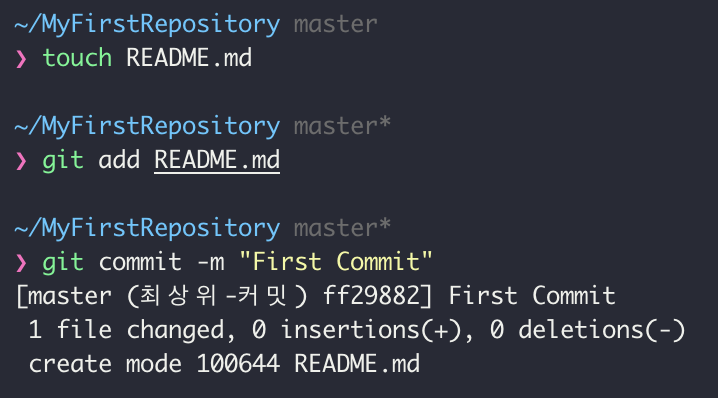 ~/MyFirstRepository master
❯ touch README.md
~/MyFirstRepository master*
❯ git add README.md
~/MyFirstRepository master*
❯ git commit -m "First Commit"
[master (최상위-커밋) ff29882] First Commit
1 file changed, 0 insertions(+), 0 deletions(-)
create mode 100644 README.md